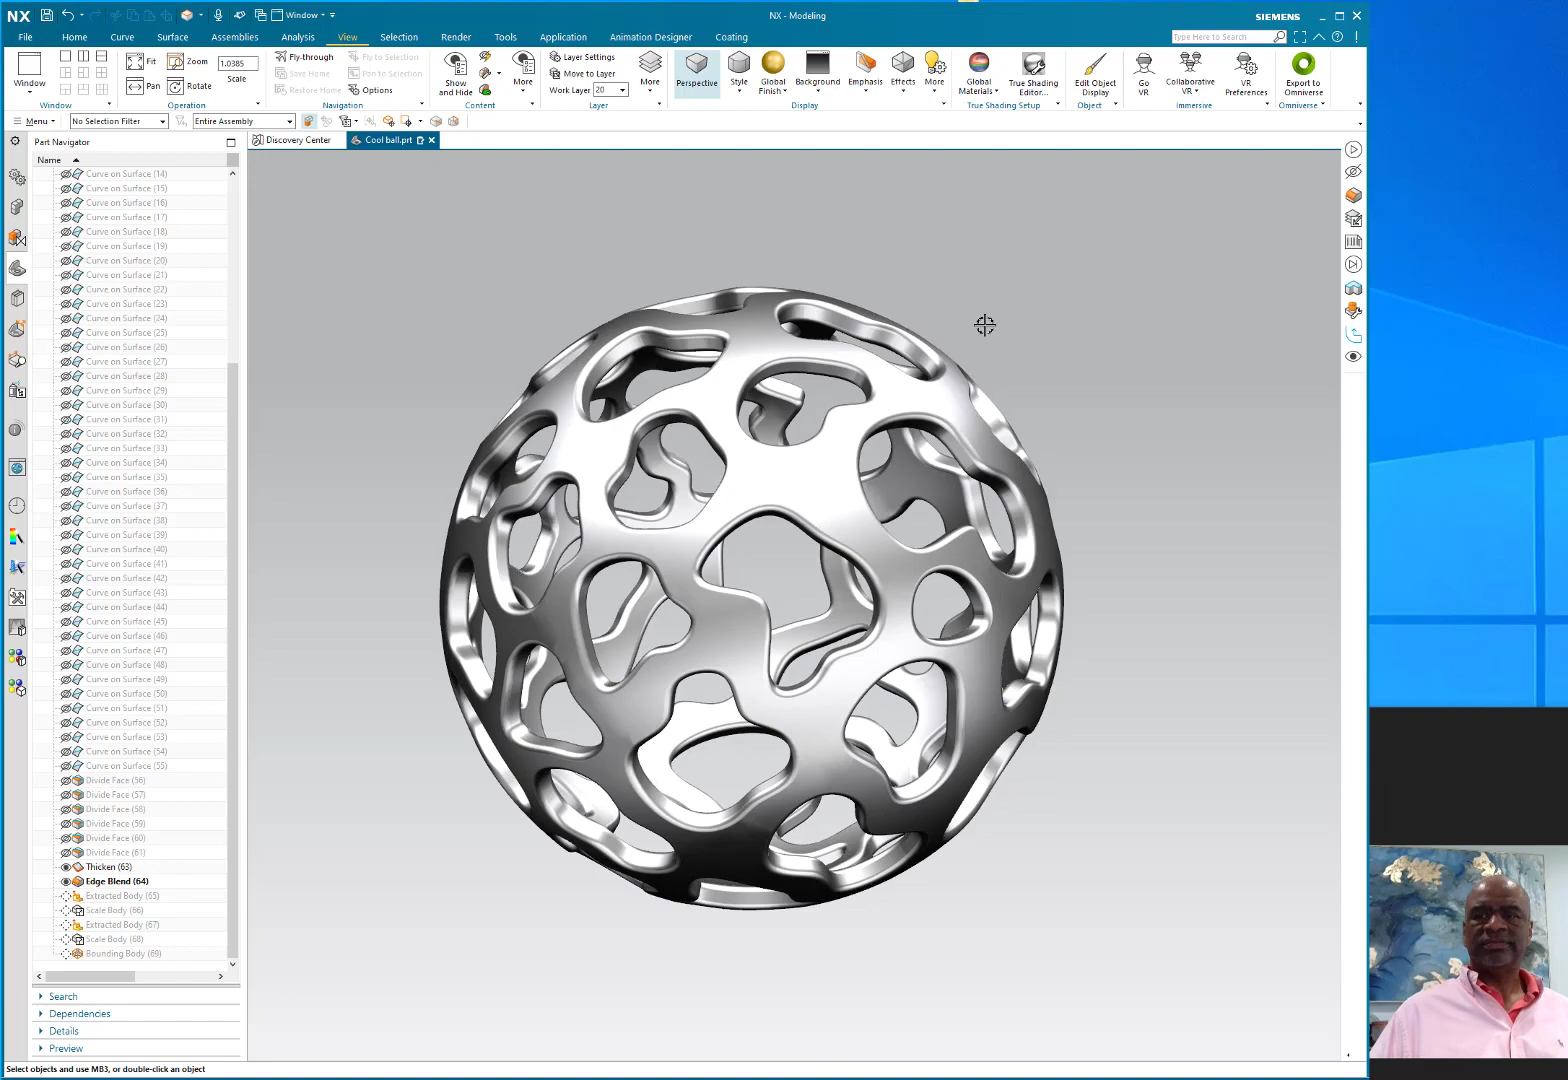 NX
Window
NX - Modeling
SIEMENS
File
Home
Curve
Surface
Assemblies
Analysis
View
Selection
Render
Tools
Application
Animation Designer
Coating
Type Here to Search
Window
Window
Fit
Zoom
1.0385
Scale
Pan
Rotate
Operation
Fly-through
Fly to Selection
Save Home
Pan to Selection
Restore Home
Options
Navigation
Show
and Hide
More
Content
Layer Settings
Move to Layer
Work Layer 20
More
Layer
Perspective
Style
Global
Finish
Background
Emphasis
Effects
More
Display
Global
Materials
True Shading
Editor...
True Shading Setup
Edit Object
Display
Object
Go
VR
Collaborative
VR
VR
Preferences
Immersive
Export to
Omniverse
Omniverse
Menu
No Selection Filter
Entire Assembly
Part Navigator
Discovery Center
Cool ball.prt
Name
Curve on Surface (14)
Curve on Surface (15)
Curve on Surface (16)
Curve on Surface (17)
Curve on Surface (18)
Curve on Surface (19)
Curve on Surface (20)
Curve on Surface (21)
Curve on Surface (22)
Curve on Surface (23)
Curve on Surface (24)
Curve on Surface (25)
Curve on Surface (26)
Curve on Surface (27)
Curve on Surface (28)
Curve on Surface (29)
Curve on Surface (30)
Curve on Surface (31)
Curve on Surface (32)
Curve on Surface (33)
Curve on Surface (34)
Curve on Surface (35)
Curve on Surface (36)
Curve on Surface (37)
Curve on Surface (38)
Curve on Surface (39)
Curve on Surface (40)
Curve on Surface (41)
Curve on Surface (42)
Curve on Surface (43)
Curve on Surface (44)
Curve on Surface (45)
Curve on Surface (46)
Curve on Surface (47)
Curve on Surface (48)
Curve on Surface (49)
Curve on Surface (50)
Curve on Surface (51)
Curve on Surface (52)
Curve on Surface (53)
Curve on Surface (54)
Curve on Surface (55)
Divide Face (56)
Divide Face (57)
Divide Face (58)
Divide Face (59)
Divide Face (60)
Divide Face (61)
Thicken (63)
Edge Blend (64)
Extracted Body (65)
Scale Body (66)
Extracted Body (67)
Scale Body (68)
Bounding Body (69)
Search
Dependencies
Details
Preview
Select objects and use MB3, or double-click an object